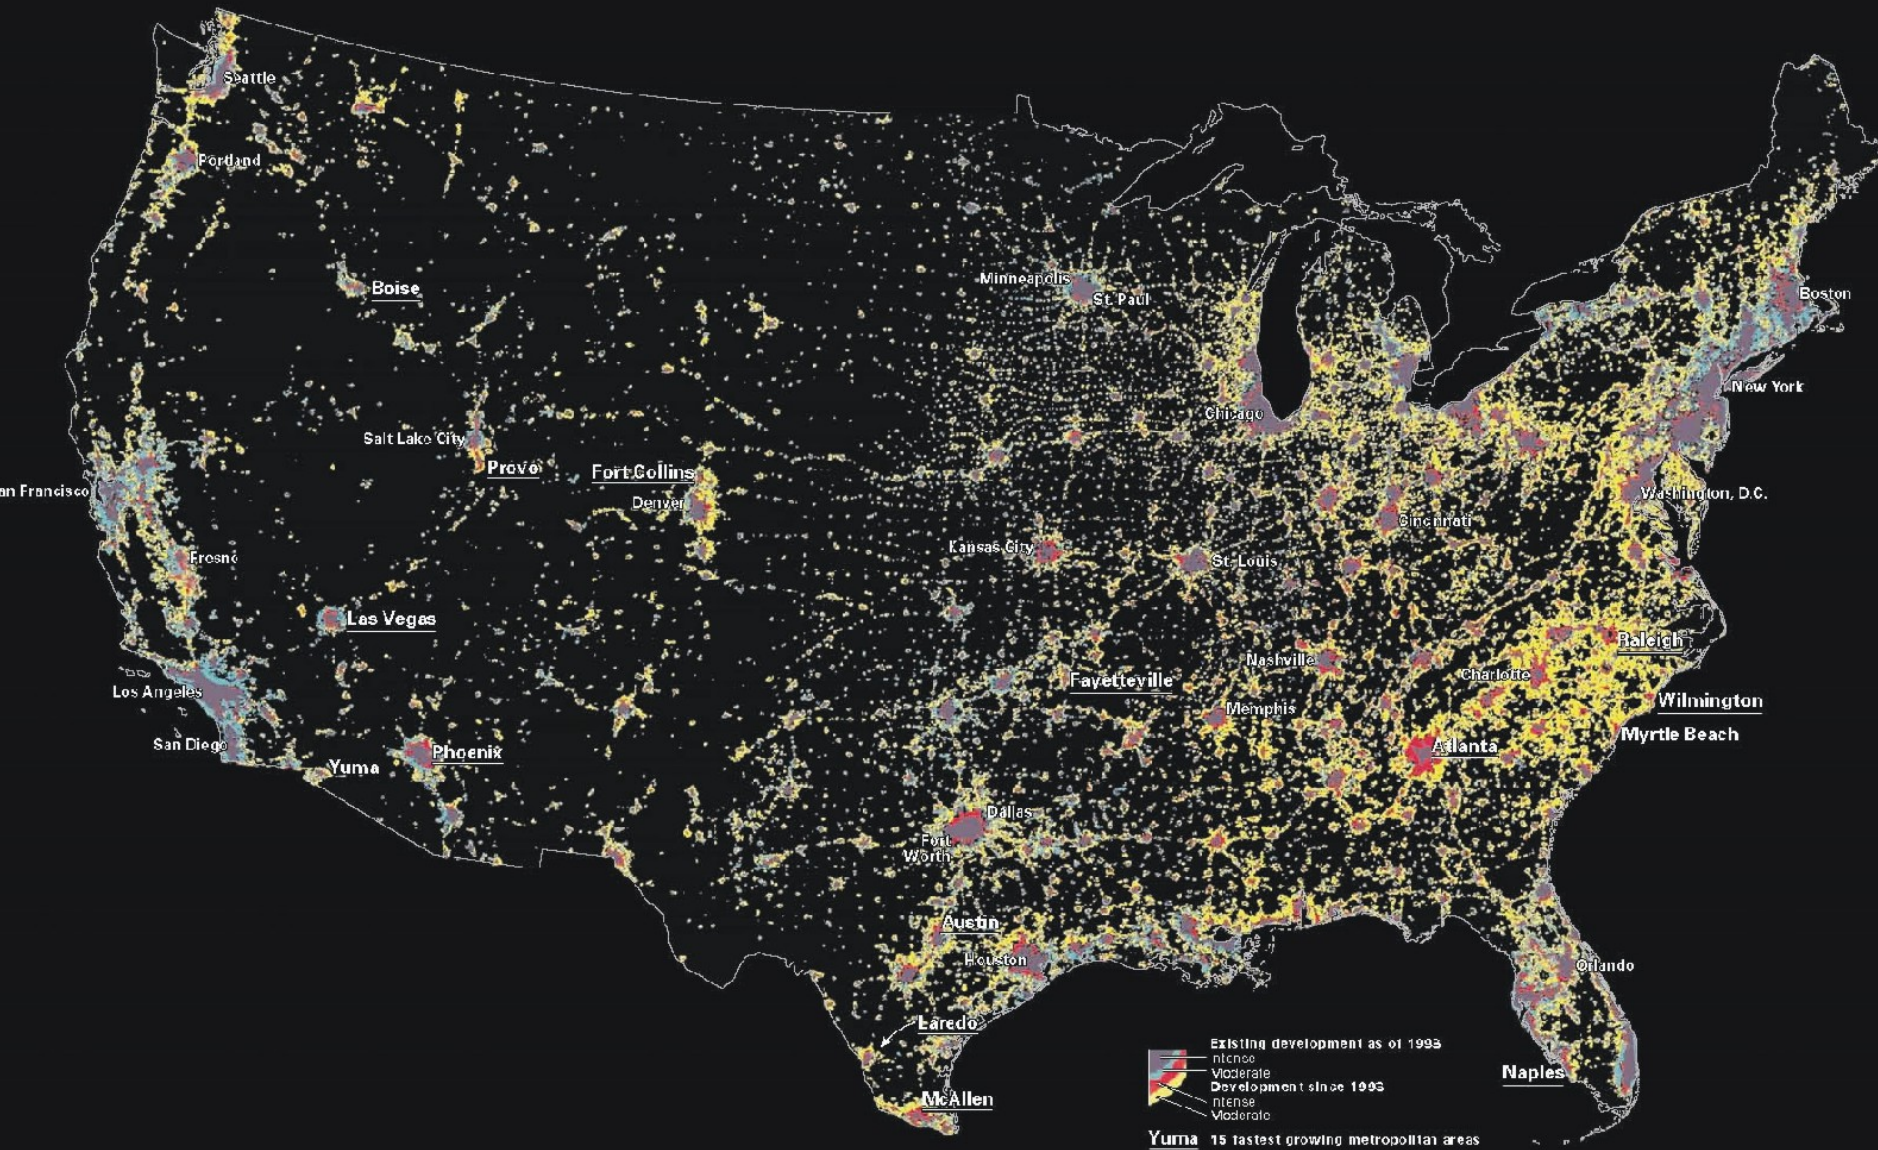 Seattle
Portland
Boise
Minneapolis
St. Paul
Boston
New York
Chicago
Salt Lake City
Provo
Fort Collins
Denver
an Francisco
Washington, D.C.
Cincinnati
Kansas City
St. Louis
Fresno
Las Vegas
Raleigh
Nashville
Charlotte
Fayetteville
Los Angeles
Wilmington
Memphis
Myrtle Beach
San Diego
Phoenix
Atlanta
Yuma
Dallas
Fort
Worth
Austin
Houston
Orlando
Laredo
Naples
McAllen
Existing development as of 1993
Intense
Moderate
Development since 1993
Intense
Moderate
Yuma 15 fastest growing metropolitan areas